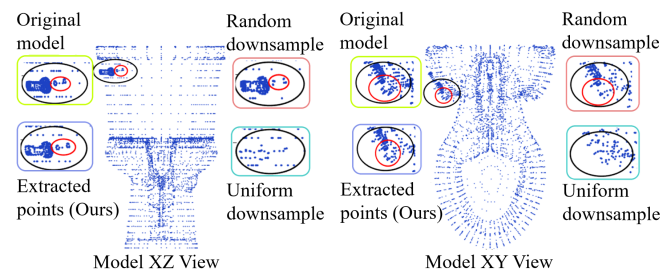 Original
model
Random
downsample
Extracted
points (Ours)
Uniform
downsample
Model XZ View
Original
model
Random
downsample
Extracted
points (Ours)
Uniform
downsample
Model XY View